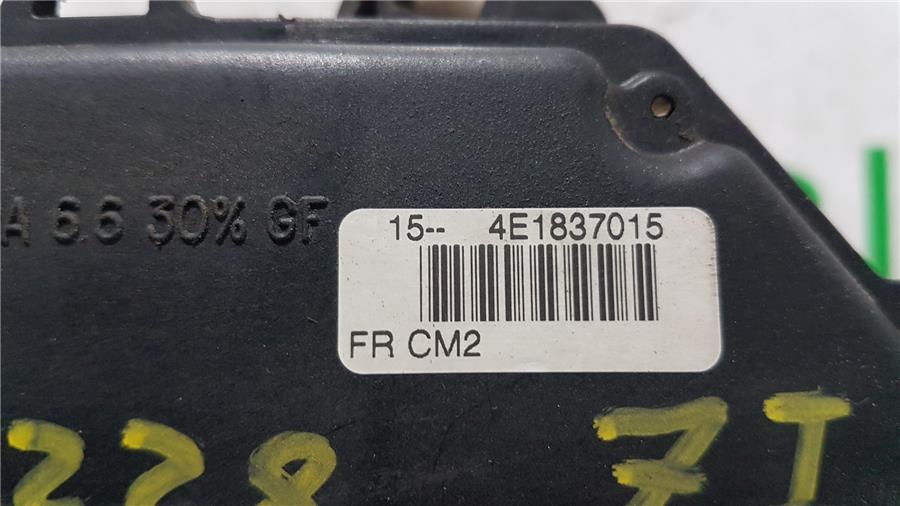 A 6.6 30% GF
15-- 4E1837015
FR CM2
228 7T